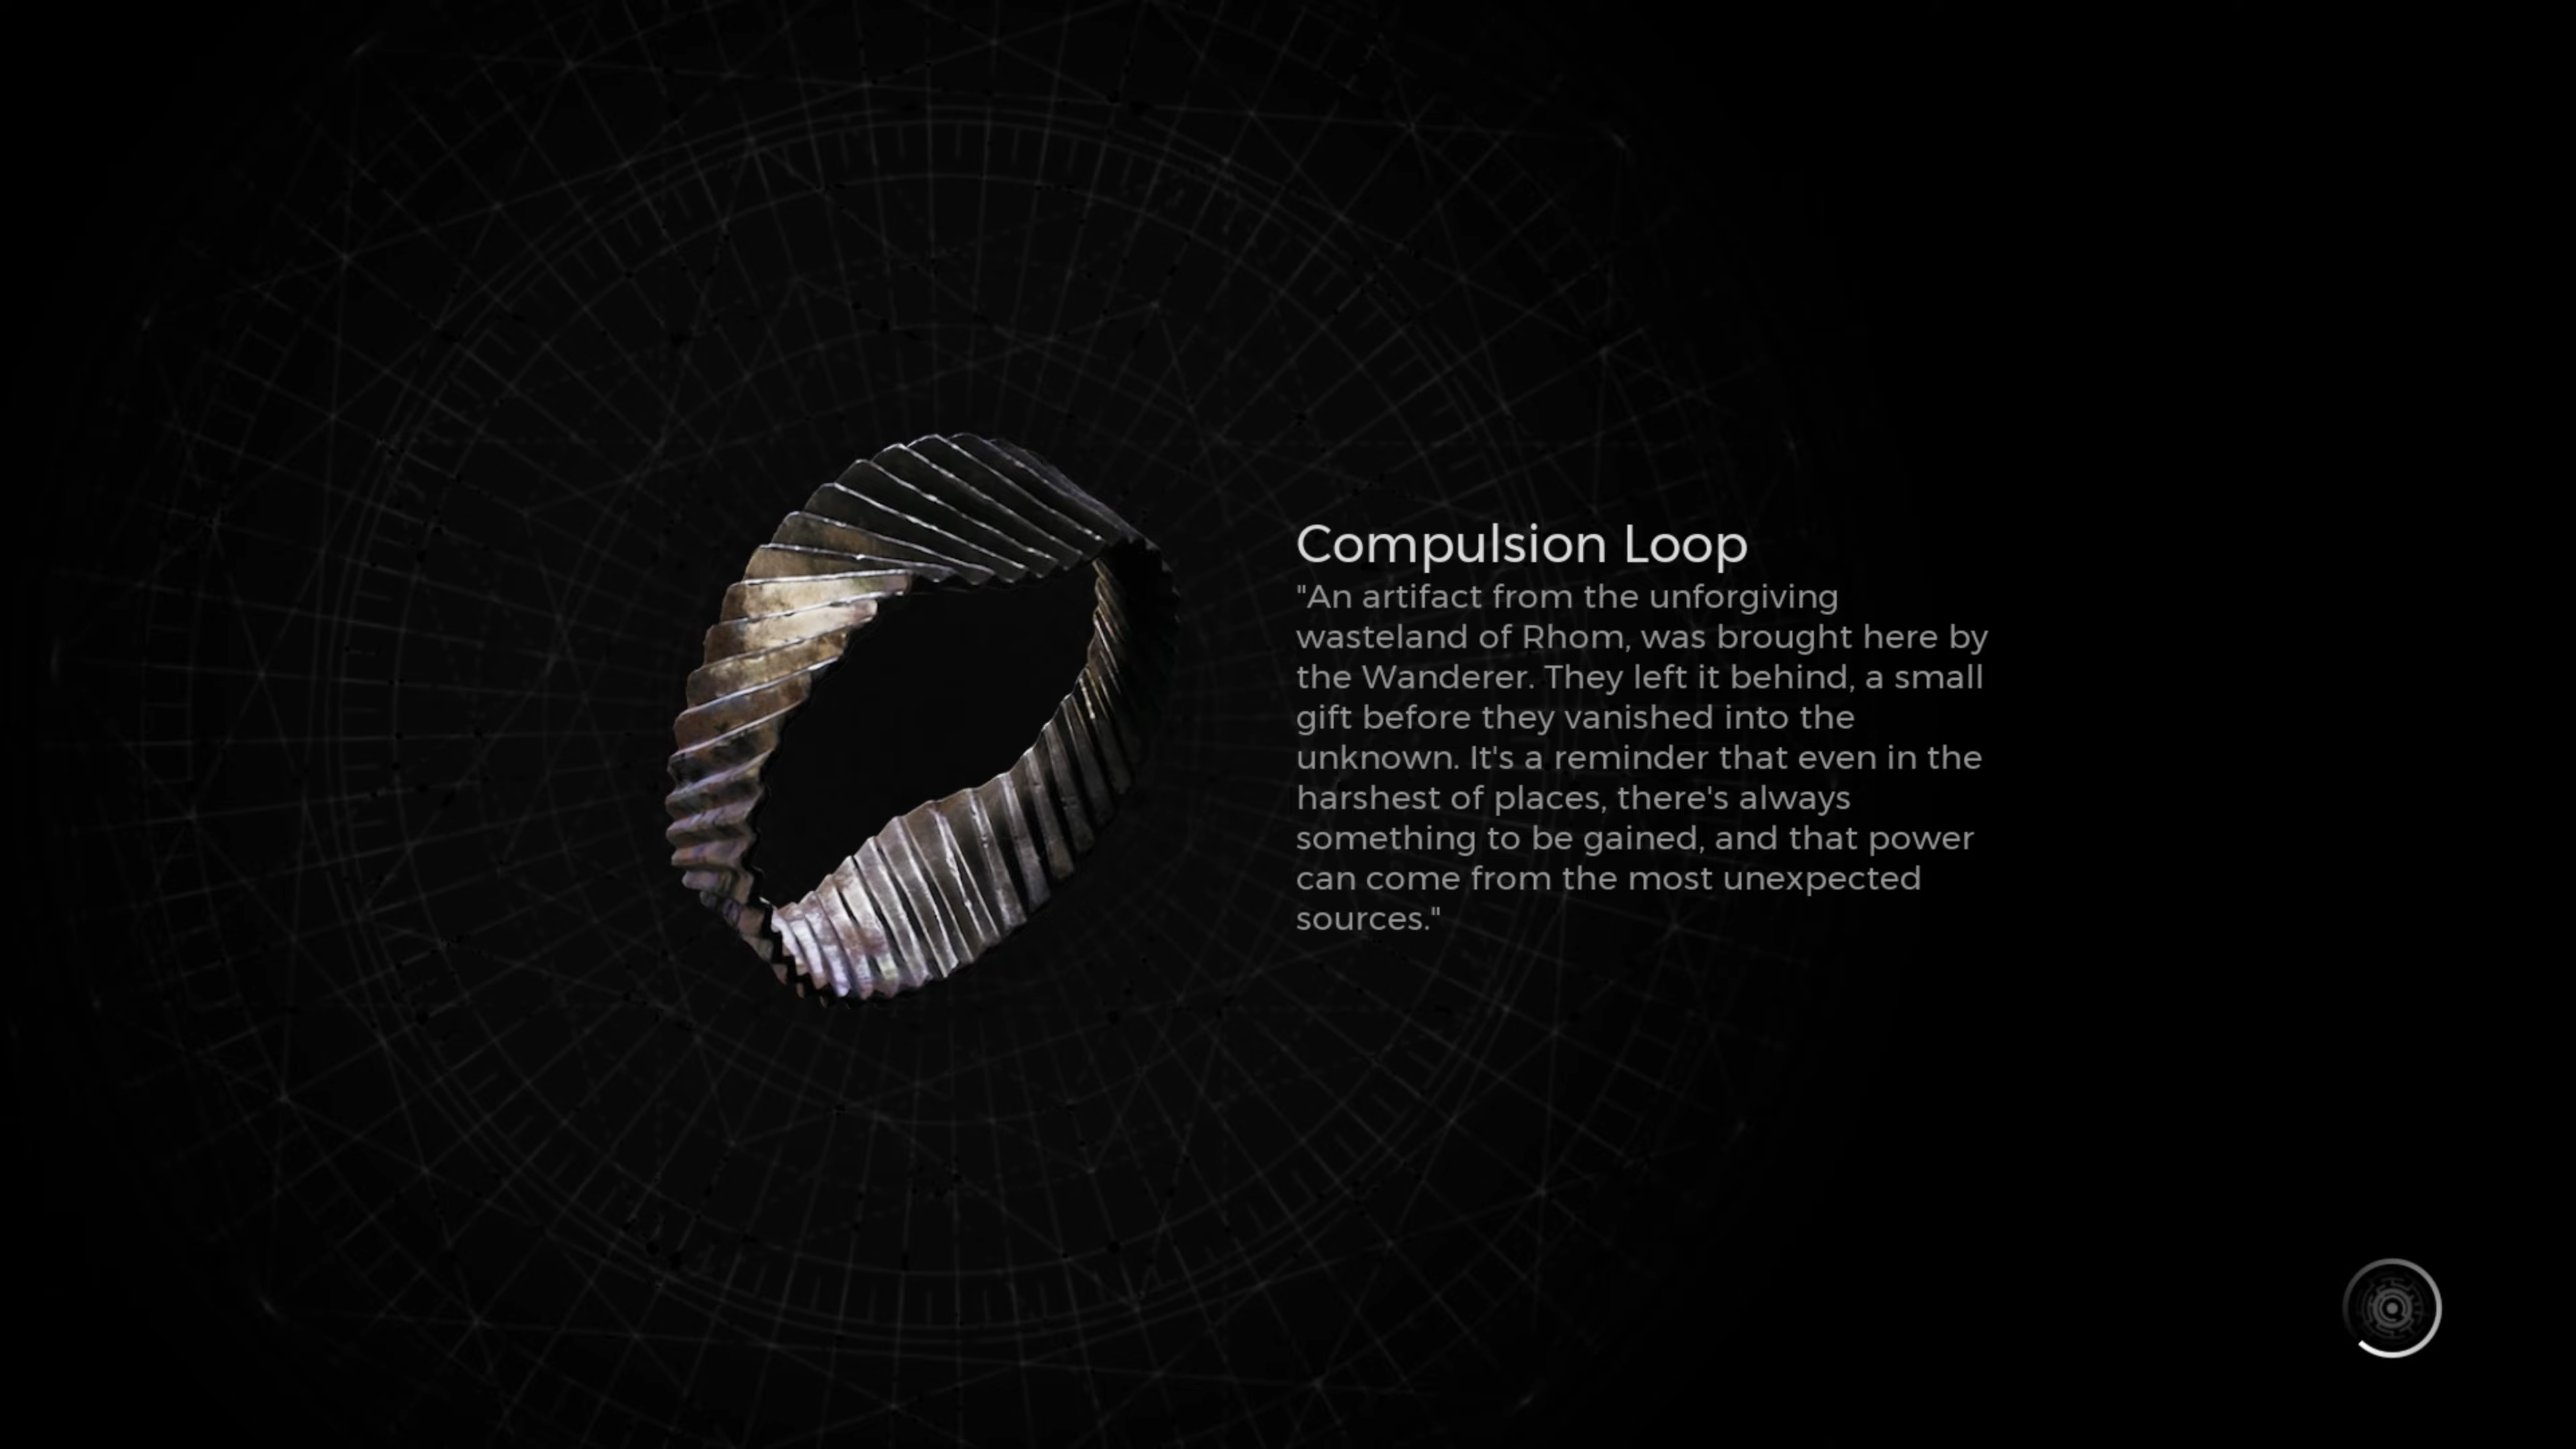 Compulsion Loop
"An artifact from the unforgiving
wasteland of Rhom, was brought here by
the Wanderer. They left it behind, a small
gift before they vanished into the
unknown. It's a reminder that even in the
harshest of places, there's always
something to be gained, and that power
can come from the most unexpected
sources."